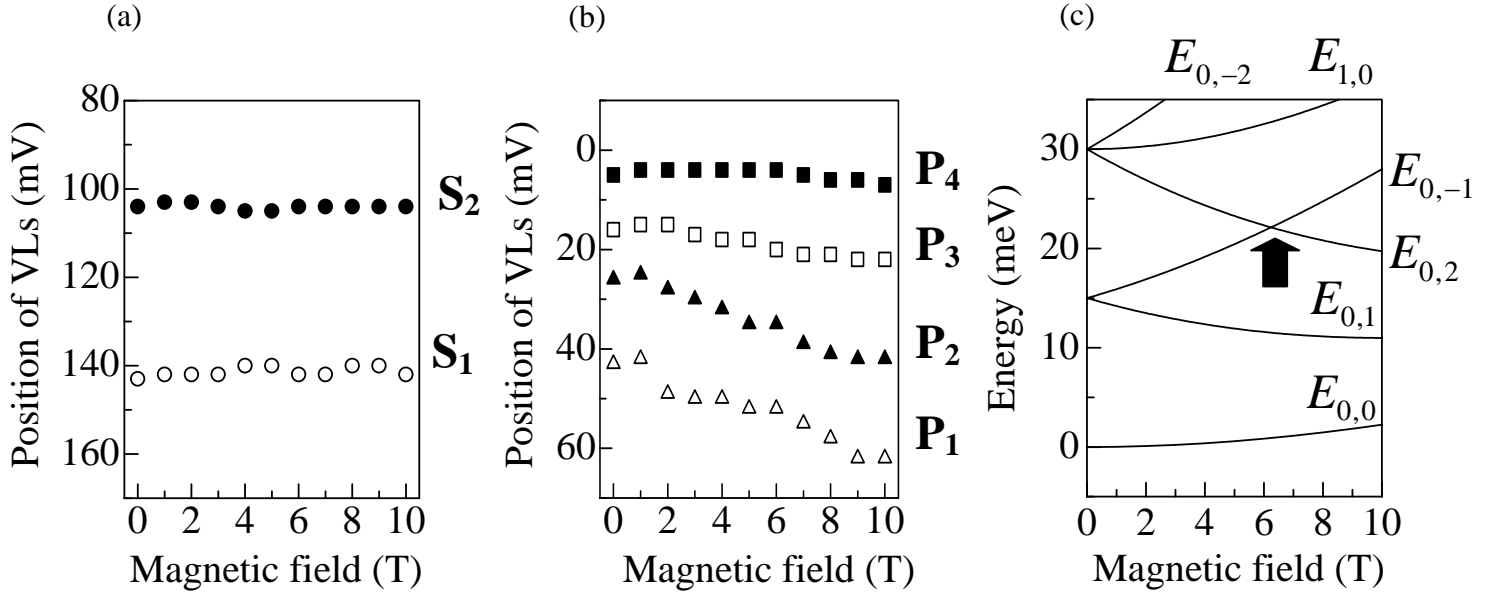 (a)
80
100
120
140
160
Position of VLs (mV)
S2
S1
0 2 4 6 8 10
Magnetic field (T)
(b)
0
20
40
60
Position of VLs (mV)
P4
P3
P2
P1
0 2 4 6 8 10
Magnetic field (T)
(c)
E0,−2 E1,0
30
20
10
0
Energy (meV)
E0,−1
E0,2
E0,1
E0,0
0 2 4 6 8 10
Magnetic field (T)